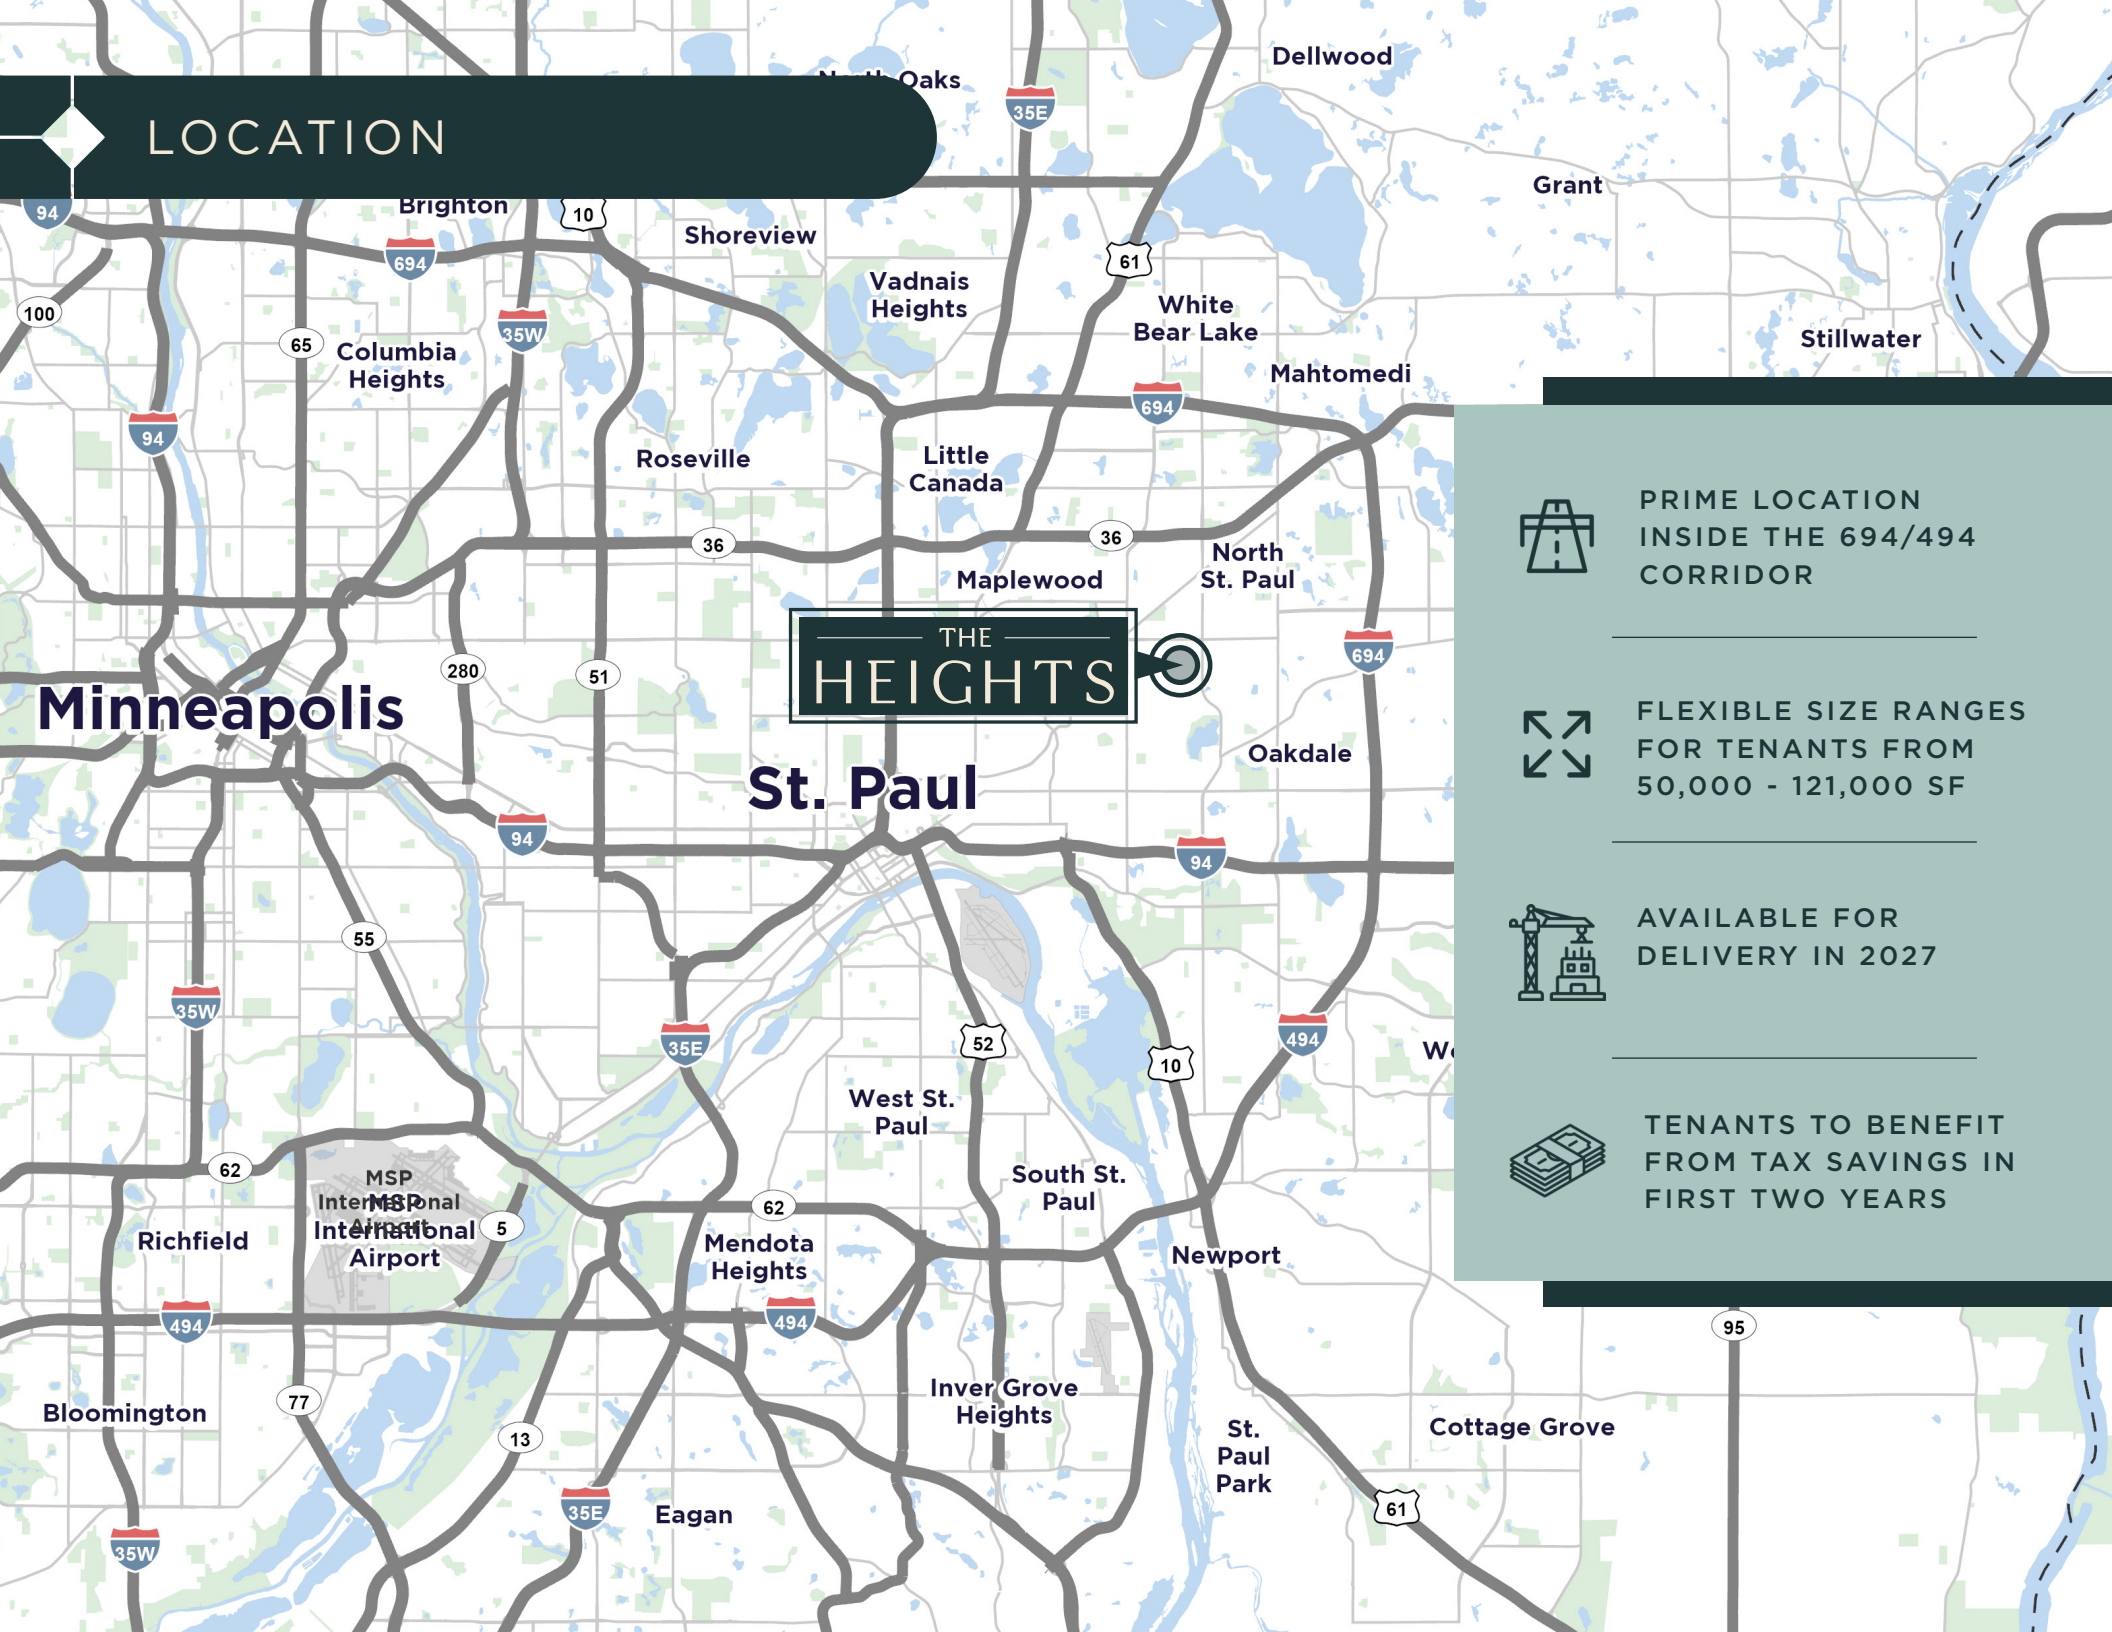 LOCATION
Dellwood
Oaks
35E
Grant
94
Brighton
10
Shoreview
694
61
Vadnais
Heights
100
White
Bear Lake
35W
65
Stillwater
Columbia
Heights
Mahtomedi
694
94
Roseville
Little
Canada
36
36
North
St. Paul
Maplewood
THE
HEIGHTS
694
280
51
Minneapolis
Oakdale
St. Paul
94
94
55
35W
35E
52
494
10
West St.
Paul
62
MSP
International
Airport
MSP
International
Airport
5
62
South St.
Paul
Richfield
Mendota
Heights
Newport
494
494
77
Bloomington
13
Inver Grove
Heights
St.
Paul
Park
Cottage Grove
35E
Eagan
61
35W
95
PRIME LOCATION
INSIDE THE 694/494
CORRIDOR
FLEXIBLE SIZE RANGES
FOR TENANTS FROM
50,000 - 121,000 SF
AVAILABLE FOR
DELIVERY IN 2027
TENANTS TO BENEFIT
FROM TAX SAVINGS IN
FIRST TWO YEARS